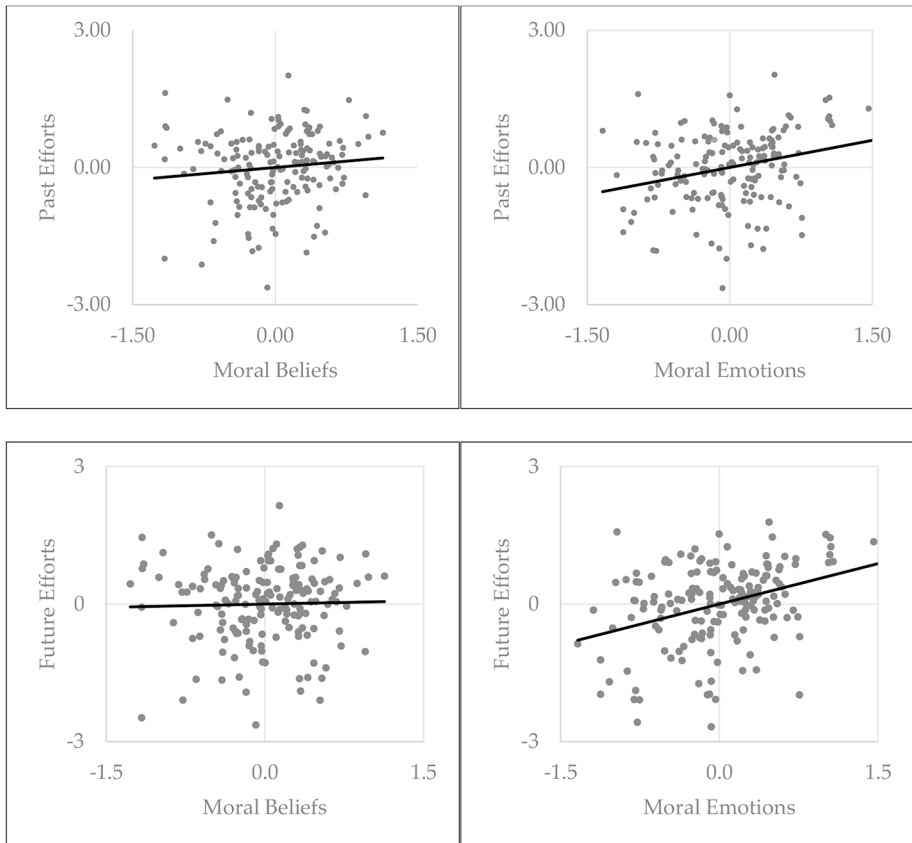 3.00
0.00
-3.00
Past Efforts
-1.50 0.00 1.50
Moral Beliefs
3.00
0.00
-3.00
Past Efforts
-1.50 0.00 1.50
Moral Emotions
3
0
-3
Future Efforts
-1.5 0.0 1.5
Moral Beliefs
3
0
-3
Future Efforts
-1.5 0.0 1.5
Moral Emotions